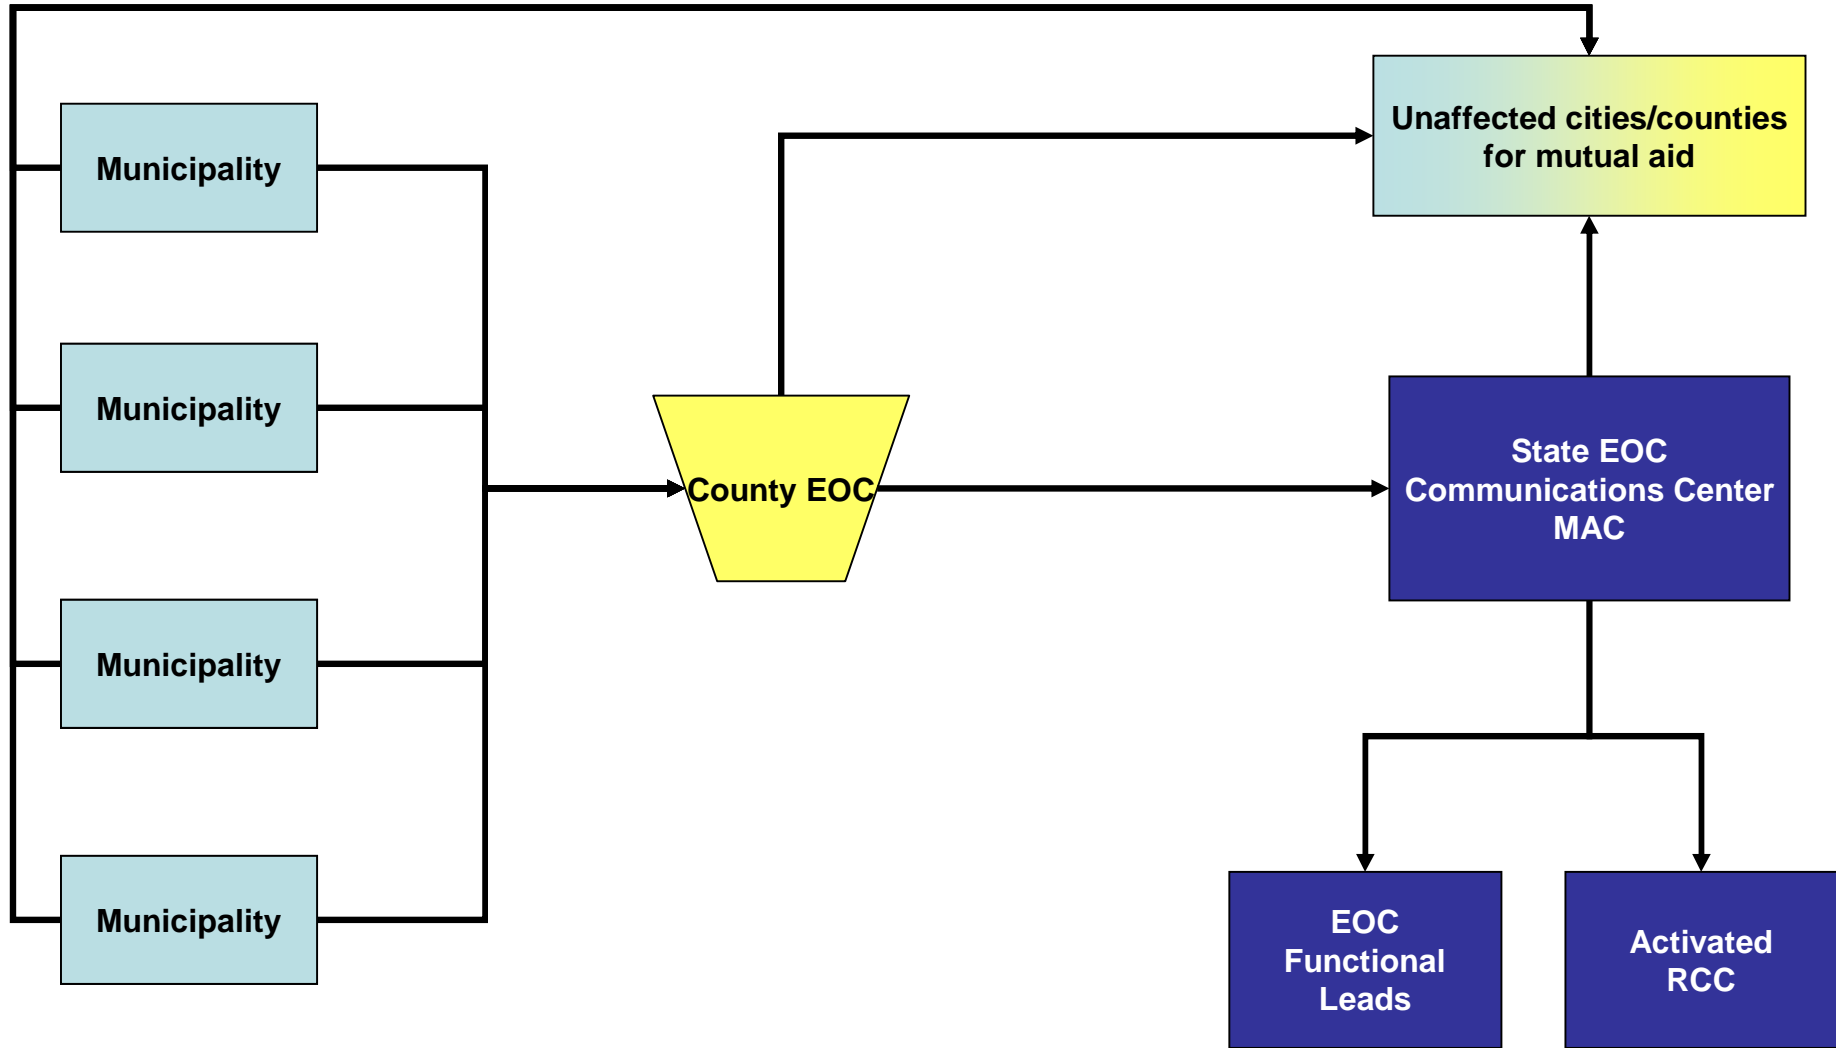 Unaffected cities/counties
for mutual aid
Municipality
Municipality
County EOC
State EOC
Communications Center
MAC
Municipality
Municipality
EOC
Functional
Leads
Activated
RCC